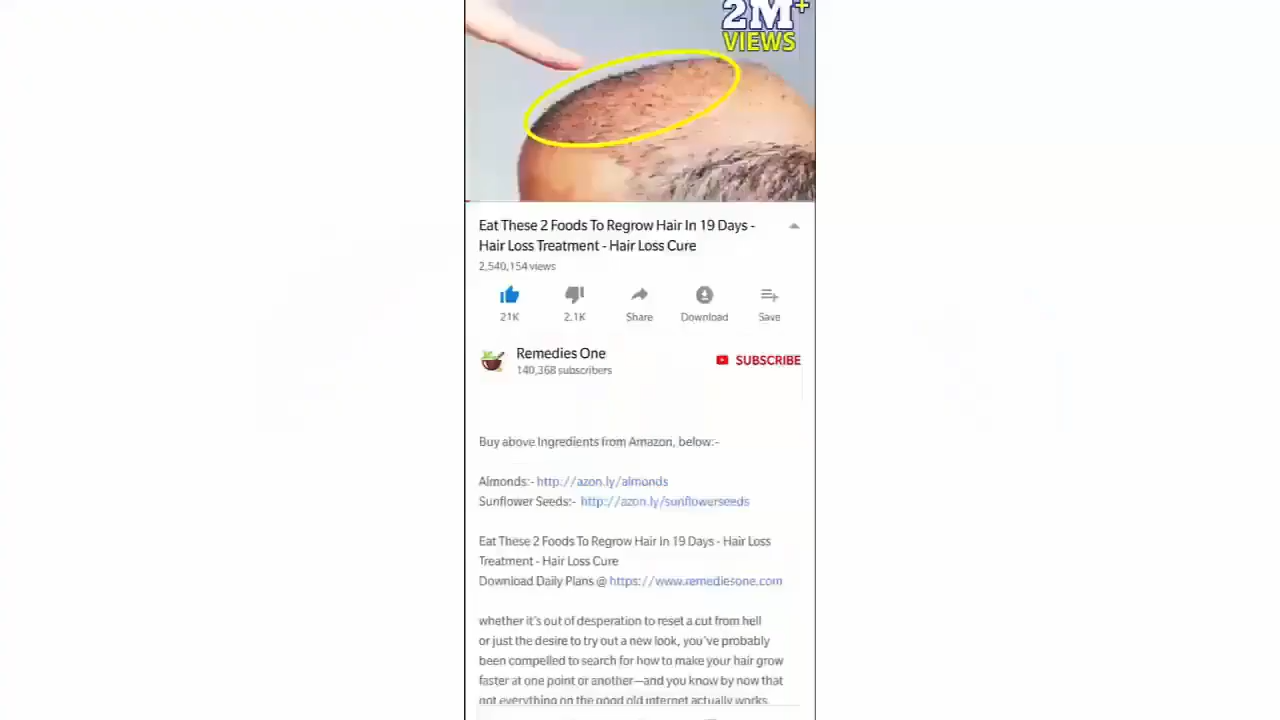 2M+
VIEWS
Eat These 2 Foods To Regrow Hair In 19 Days -
Hair Loss Treatment - Hair Loss Cure
2,540,154 views
21K
2.1K
Share
Download
Save
Remedies One
140,368 subscribers
SUBSCRIBE
Buy above Ingredients from Amazon, below:-
Almonds:- http://azon.ly/almonds
Sunflower Seeds:- http://azon.ly/sunflowerseeds
Eat These 2 Foods To Regrow Hair In 19 Days - Hair Loss
Treatment - Hair Loss Cure
Download Daily Plans @ https://www.remediesone.com
whether it's out of desperation to reset a cut from hell
or just the desire to try out a new look, you've probably
been compelled to search for how to make your hair grow
faster at one point or another—and you know by now that
not everything on the good old internet actually works.